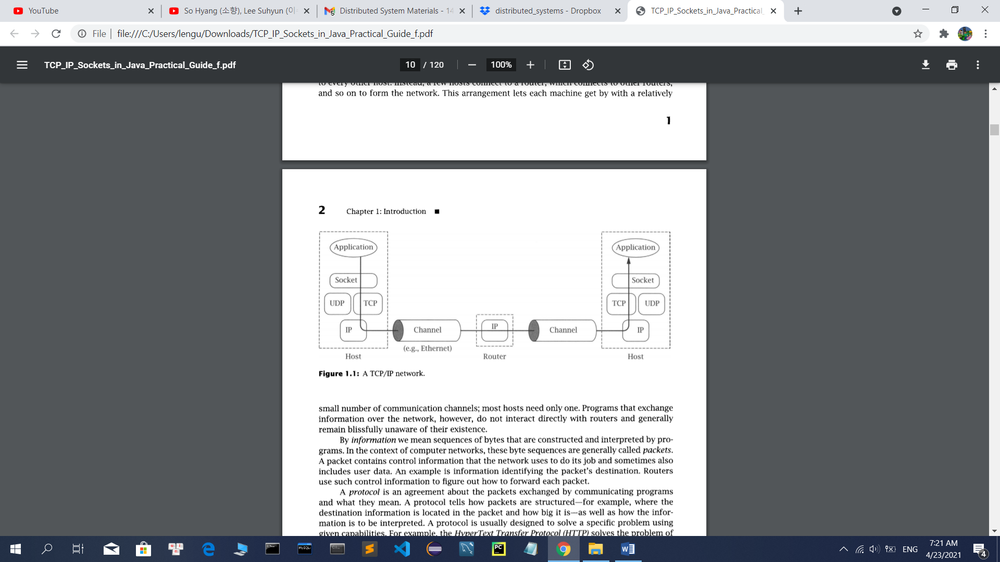 YouTube
So Hyang (소향), Lee Suhyun (이
Distributed System Materials - 14
distributed_systems - Dropbox
TCP_IP_Sockets_in_Java_Practical_
File
file:///C:/Users/lengu/Downloads/TCP_IP_Sockets_in_Java_Practical_Guide_f.pdf
TCP_IP_Sockets_in_Java_Practical_Guide_f.pdf
10 / 120
100%
to every other host. Instead, a few hosts connect to a router, which connects to other routers,
and so on to form the network. This arrangement lets each machine get by with a relatively
1
2 Chapter 1: Introduction ■
Application
Socket
UDP
TCP
IP
Host
Channel
(e.g., Ethernet)
IP
Router
Channel
Application
Socket
TCP
UDP
IP
Host
Figure 1.1: A TCP/IP network.
small number of communication channels; most hosts need only one. Programs that exchange
information over the network, however, do not interact directly with routers and generally
remain blissfully unaware of their existence.
By information we mean sequences of bytes that are constructed and interpreted by pro-
grams. In the context of computer networks, these byte sequences are generally called packets.
A packet contains control information that the network uses to do its job and sometimes also
includes user data. An example is information identifying the packet's destination. Routers
use such control information to figure out how to forward each packet.
A protocol is an agreement about the packets exchanged by communicating programs
and what they mean. A protocol tells how packets are structured—for example, where the
destination information is located in the packet and how big it is—as well as how the infor-
mation is to be interpreted. A protocol is usually designed to solve a specific problem using
given capabilities. For example, the HyperText Transfer Protocol (HTTP) solves the problem of
ENG
7:21 AM
4/23/2021
4